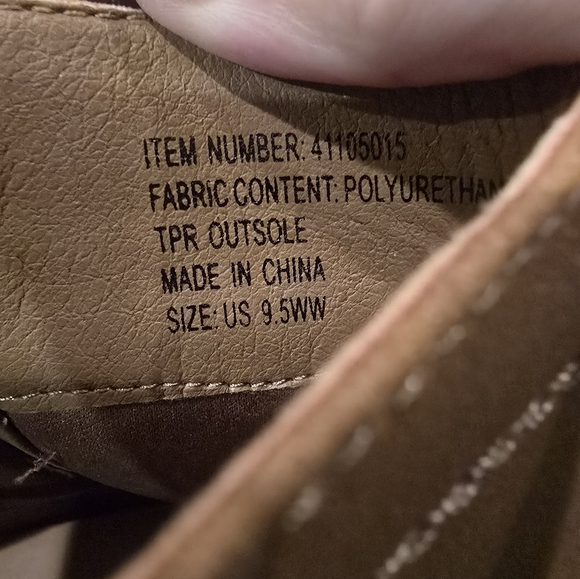 ITEM NUMBER: 41105015
FABRIC CONTENT: POLYURETHAN
TPR OUTSOLE
MADE IN CHINA
SIZE: US 9.5WW